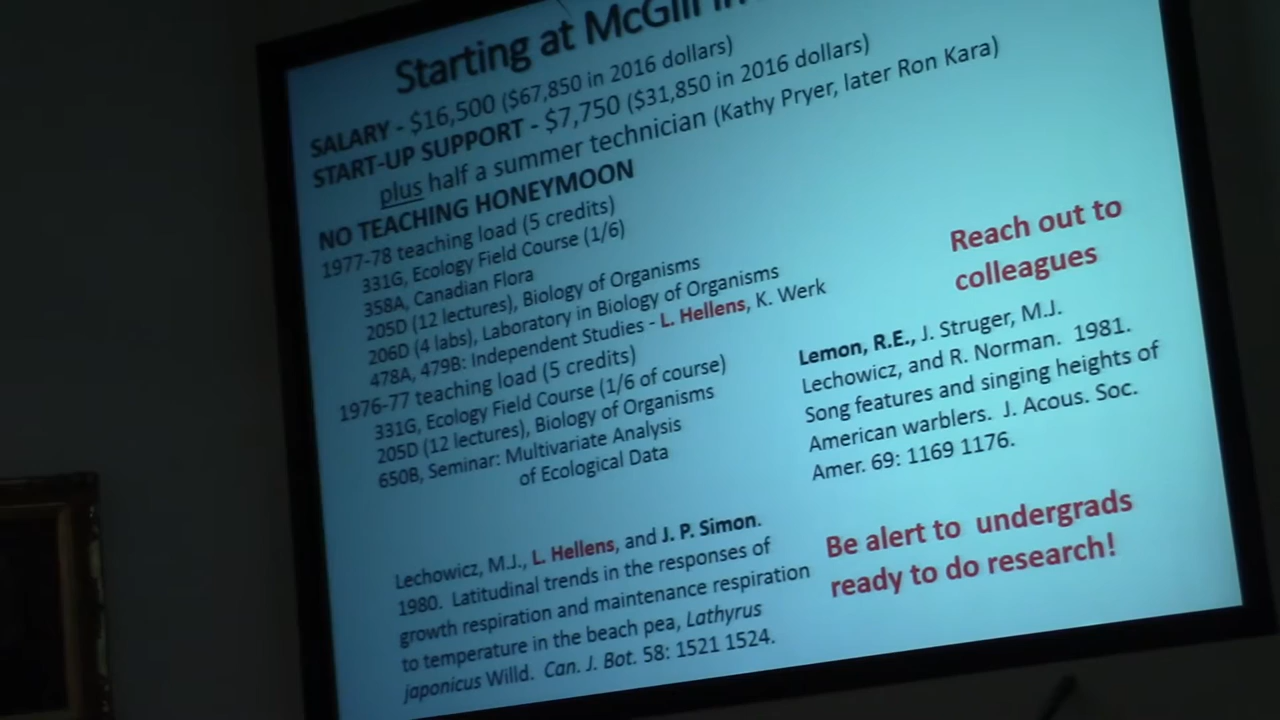 Starting at McGill
SALARY - $16,500 ($67,850 in 2016 dollars)
START-UP SUPPORT - $7,750 ($31,850 in 2016 dollars)
plus half a summer technician (Kathy Pryer, later Ron Kara)
NO TEACHING HONEYMOON
1977-78 teaching load (5 credits)
331G, Ecology Field Course (1/6)
358A, Canadian Flora
205D (12 lectures), Biology of Organisms
206D (4 labs), Laboratory in Biology of Organisms
478A, 479B: Independent Studies - L. Hellens, K. Werk
1976-77 teaching load (5 credits)
331G, Ecology Field Course (1/6 of course)
205D (12 lectures), Biology of Organisms
650B, Seminar: Multivariate Analysis
of Ecological Data
Reach out to
colleagues
Lemon, R.E., J. Struger, M.J.
Lechowicz, and R. Norman. 1981.
Song features and singing heights of
American warblers. J. Acous. Soc.
Amer. 69: 1169 1176.
Lechowicz, M.J., L. Hellens, and J. P. Simon.
1980. Latitudinal trends in the responses of
growth respiration and maintenance respiration
to temperature in the beach pea, Lathyrus
japonicus Willd. Can. J. Bot. 58: 1521 1524.
Be alert to undergrads
ready to do research!